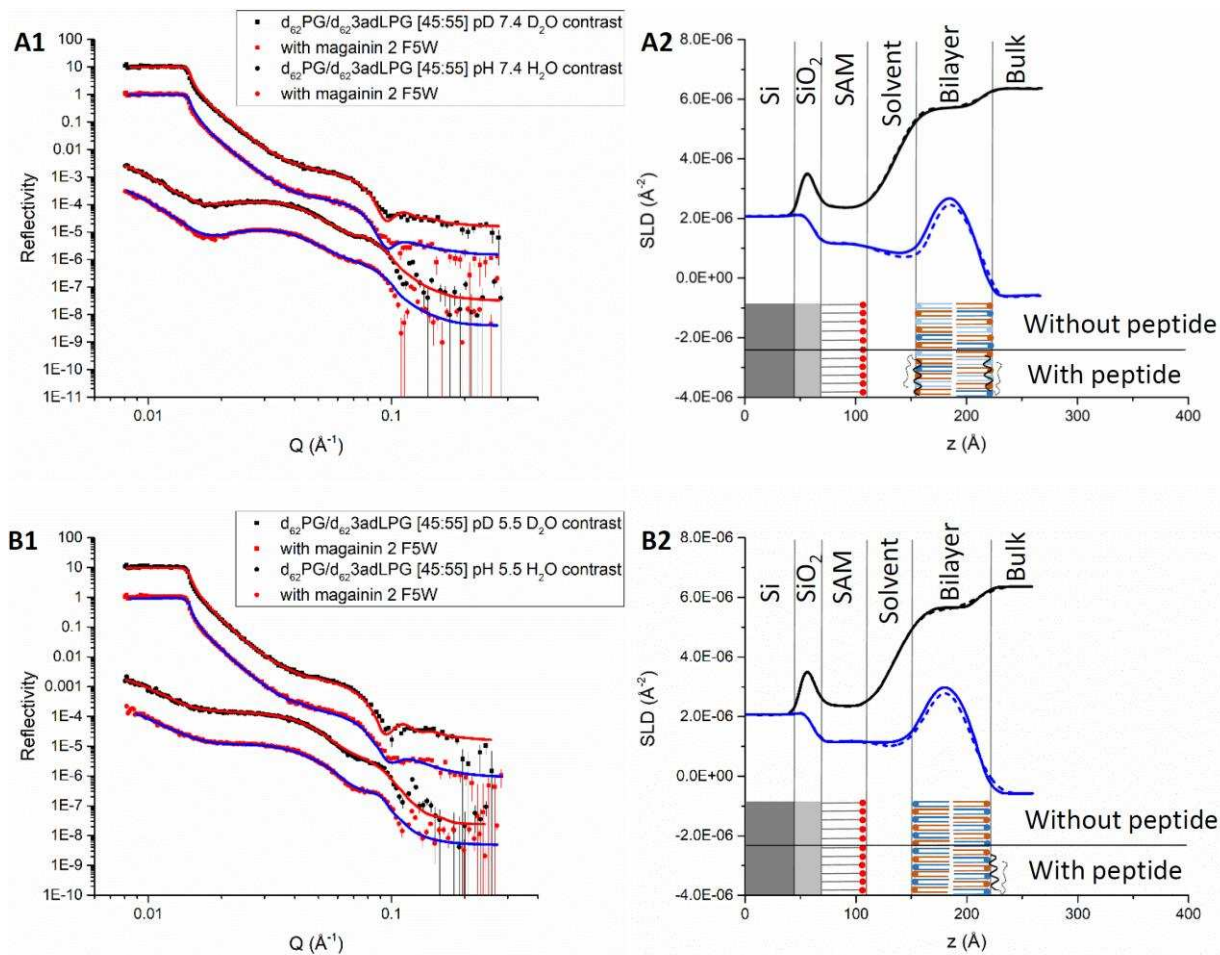 A1
d₆₂PG/d₆₂3adLPG [45:55] pD 7.4 D₂O contrast
with magainin 2 F5W
d₆₂PG/d₆₂3adLPG [45:55] pH 7.4 H₂O contrast
with magainin 2 F5W
100
10
1
0.1
0.01
1E-3
1E-4
1E-5
1E-6
1E-7
1E-8
1E-9
1E-10
1E-11
Reflectivity
0.01
0.1
Q (Å⁻¹)
A2
8.0E-06
6.0E-06
4.0E-06
2.0E-06
0.0E+00
-2.0E-06
-4.0E-06
SLD (Å⁻²)
Si
SiO₂
SAM
Solvent
Bilayer
Bulk
Without peptide
With peptide
0
100
200
300
400
z (Å)
B1
d₆₂PG/d₆₂3adLPG [45:55] pD 5.5 D₂O contrast
with magainin 2 F5W
d₆₂PG/d₆₂3adLPG [45:55] pH 5.5 H₂O contrast
with magainin 2 F5W
100
10
1
0.1
0.01
0.001
1E-4
1E-5
1E-6
1E-7
1E-8
1E-9
1E-10
Reflectivity
0.01
0.1
Q (Å⁻¹)
B2
8.0E-06
6.0E-06
4.0E-06
2.0E-06
0.0E+00
-2.0E-06
-4.0E-06
SLD (Å⁻²)
Si
SiO₂
SAM
Solvent
Bilayer
Bulk
Without peptide
With peptide
0
100
200
300
400
z (Å)